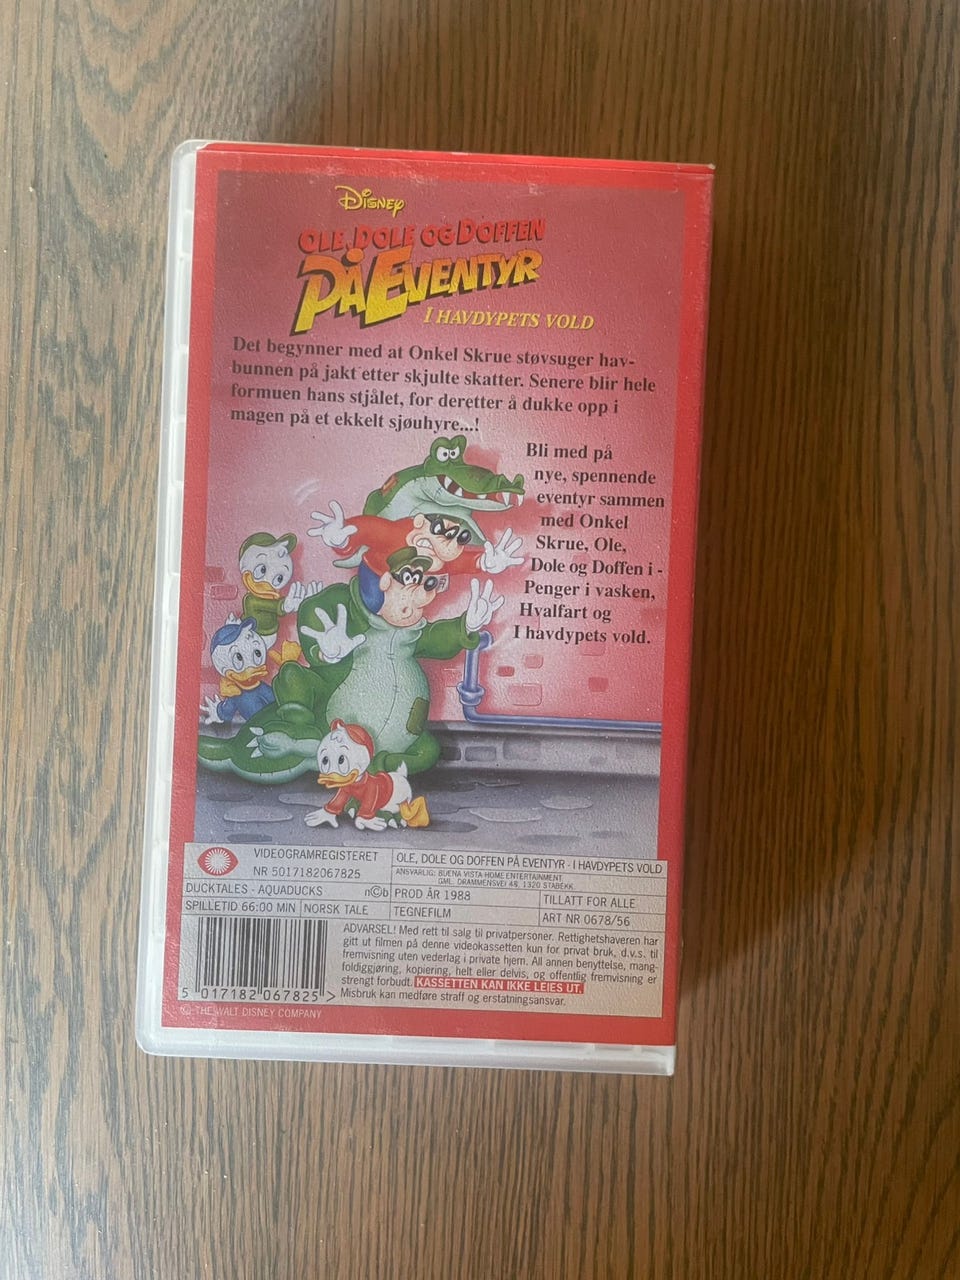 Disney
OLE, DOLE OG DOFFEN
PÅ EVENTYR
I HAVDYPETS VOLD
Det begynner med at Onkel Skrue støvsuger hav-
bunnen på jakt etter skjulte skatter. Senere blir hele
formuen hans stjålet, for deretter å dukke opp i
magen på et ekkelt sjøuhyre...!
Bli med på
nye, spennende
eventyr sammen
med Onkel
Skrue, Ole,
Dole og Doffen i -
Penger i vasken,
Hvalfart og
I havdypets vold.
VIDEOGRAMREGISTERET
NR 5017182067825
OLE, DOLE OG DOFFEN PÅ EVENTYR - I HAVDYPETS VOLD
ANSVARLIG: BUENA VISTA HOME ENTERTAINMENT,
GML. DRAMMENSVEI 48, 1320 STABEKK.
DUCKTALES - AQUADUCKS
n©b
PROD ÅR 1988
TILLATT FOR ALLE
SPILLETID 66:00 MIN
NORSK TALE
TEGNEFILM
ART NR 0678/56
ADVARSEL! Med rett til salg til privatpersoner. Rettighetshaveren har
gitt ut filmen på denne videokassetten kun for privat bruk, d.v.s. til
fremvisning uten vederlag i private hjem. All annen benyttelse, mang-
foldiggjøring, kopiering, helt eller delvis, og offentlig fremvisning er
strengt forbudt. KASSETTEN KAN IKKE LEIES UT.
Misbruk kan medføre straff og erstatningsansvar.
5 017182 067825 >
© THE WALT DISNEY COMPANY